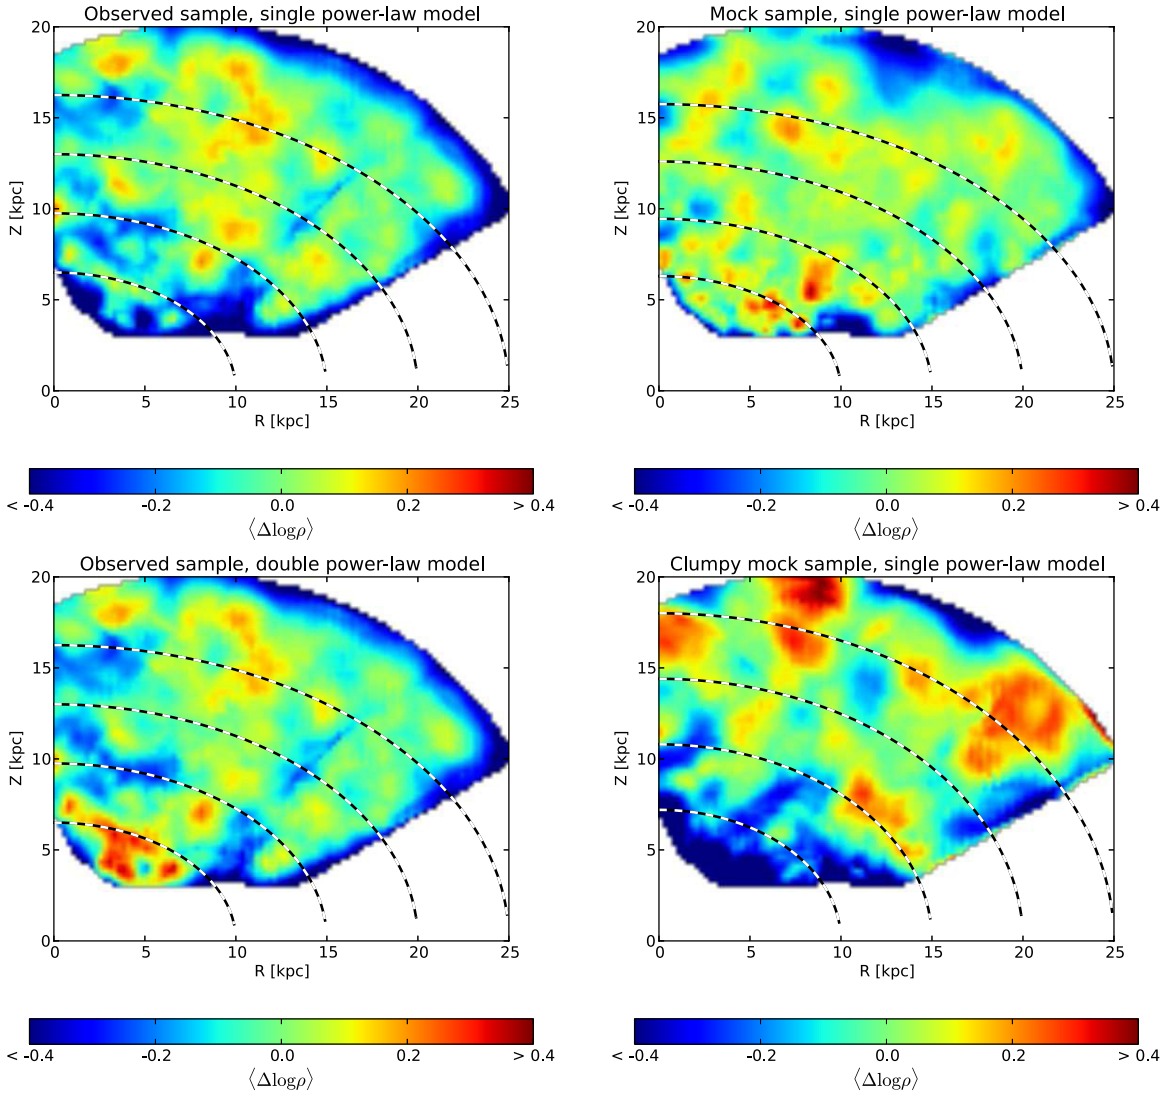 Observed sample, single power-law model
20
15
10
5
0
Z [kpc]
0 5 10 15 20 25
R [kpc]
< -0.4 -0.2 0.0 0.2 > 0.4
⟨Δlogρ⟩
Mock sample, single power-law model
20
15
10
5
0
Z [kpc]
0 5 10 15 20 25
R [kpc]
< -0.4 -0.2 0.0 0.2 > 0.4
⟨Δlogρ⟩
Observed sample, double power-law model
20
15
10
5
0
Z [kpc]
0 5 10 15 20 25
R [kpc]
< -0.4 -0.2 0.0 0.2 > 0.4
⟨Δlogρ⟩
Clumpy mock sample, single power-law model
20
15
10
5
0
Z [kpc]
0 5 10 15 20 25
R [kpc]
< -0.4 -0.2 0.0 0.2 > 0.4
⟨Δlogρ⟩